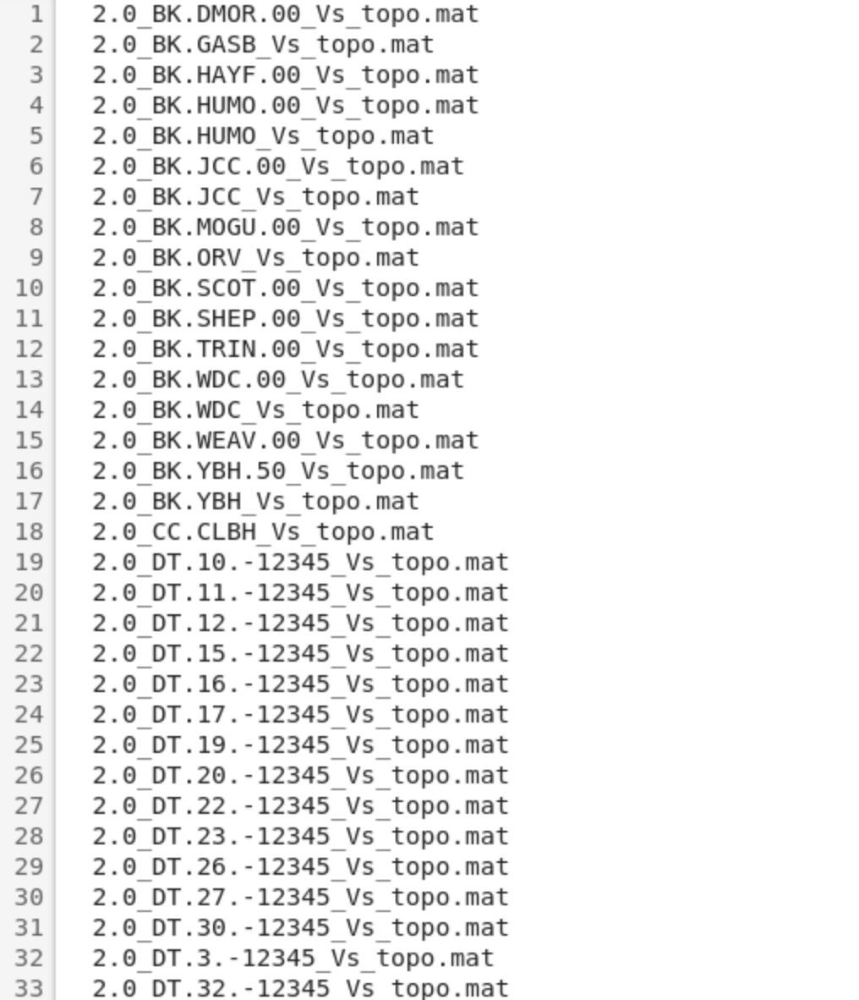 1 2.0_BK.DMOR.00_Vs_topo.mat
2 2.0_BK.GASB_Vs_topo.mat
3 2.0_BK.HAYF.00_Vs_topo.mat
4 2.0_BK.HUMO.00_Vs_topo.mat
5 2.0_BK.HUMO_Vs_topo.mat
6 2.0_BK.JCC.00_Vs_topo.mat
7 2.0_BK.JCC_Vs_topo.mat
8 2.0_BK.MOGU.00_Vs_topo.mat
9 2.0_BK.ORV_Vs_topo.mat
10 2.0_BK.SCOT.00_Vs_topo.mat
11 2.0_BK.SHEP.00_Vs_topo.mat
12 2.0_BK.TRIN.00_Vs_topo.mat
13 2.0_BK.WDC.00_Vs_topo.mat
14 2.0_BK.WDC_Vs_topo.mat
15 2.0_BK.WEAV.00_Vs_topo.mat
16 2.0_BK.YBH.50_Vs_topo.mat
17 2.0_BK.YBH_Vs_topo.mat
18 2.0_CC.CLBH_Vs_topo.mat
19 2.0_DT.10.-12345_Vs_topo.mat
20 2.0_DT.11.-12345_Vs_topo.mat
21 2.0_DT.12.-12345_Vs_topo.mat
22 2.0_DT.15.-12345_Vs_topo.mat
23 2.0_DT.16.-12345_Vs_topo.mat
24 2.0_DT.17.-12345_Vs_topo.mat
25 2.0_DT.19.-12345_Vs_topo.mat
26 2.0_DT.20.-12345_Vs_topo.mat
27 2.0_DT.22.-12345_Vs_topo.mat
28 2.0_DT.23.-12345_Vs_topo.mat
29 2.0_DT.26.-12345_Vs_topo.mat
30 2.0_DT.27.-12345_Vs_topo.mat
31 2.0_DT.30.-12345_Vs_topo.mat
32 2.0_DT.3.-12345_Vs_topo.mat
33 2.0_DT.32.-12345_Vs_topo.mat